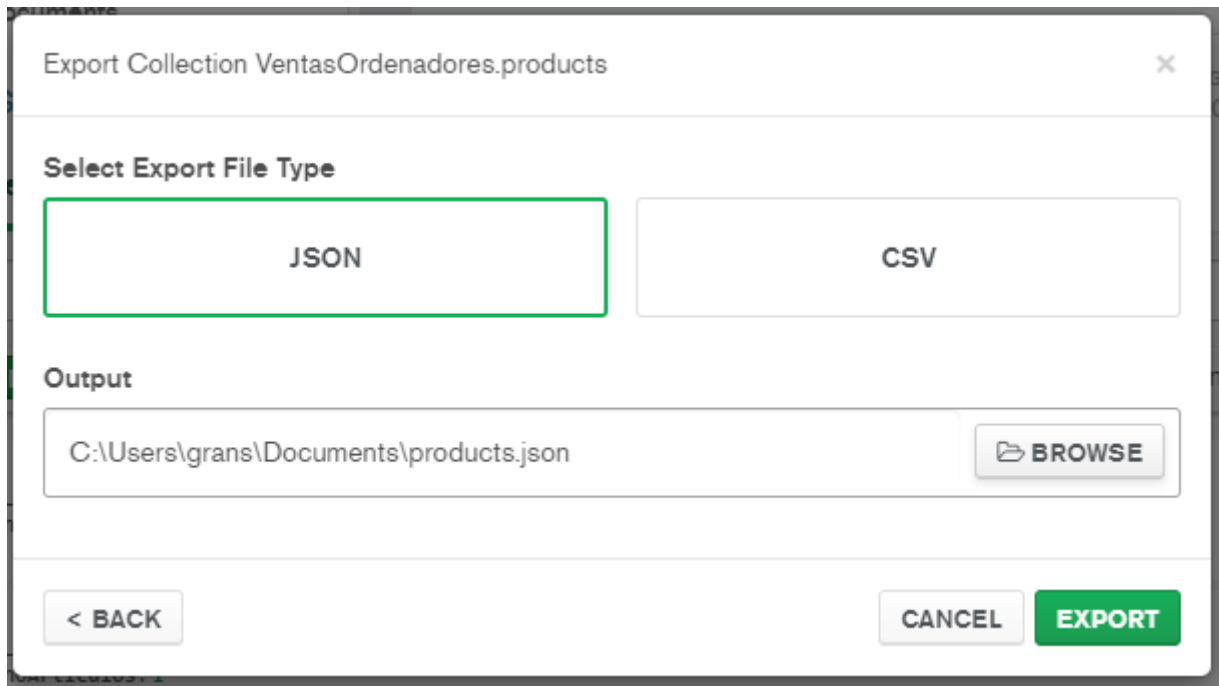 Export Collection VentasOrdenadores.products ×
Select Export File Type
JSON CSV
Output
C:\Users\grans\Documents\products.json BROWSE
< BACK CANCEL EXPORT